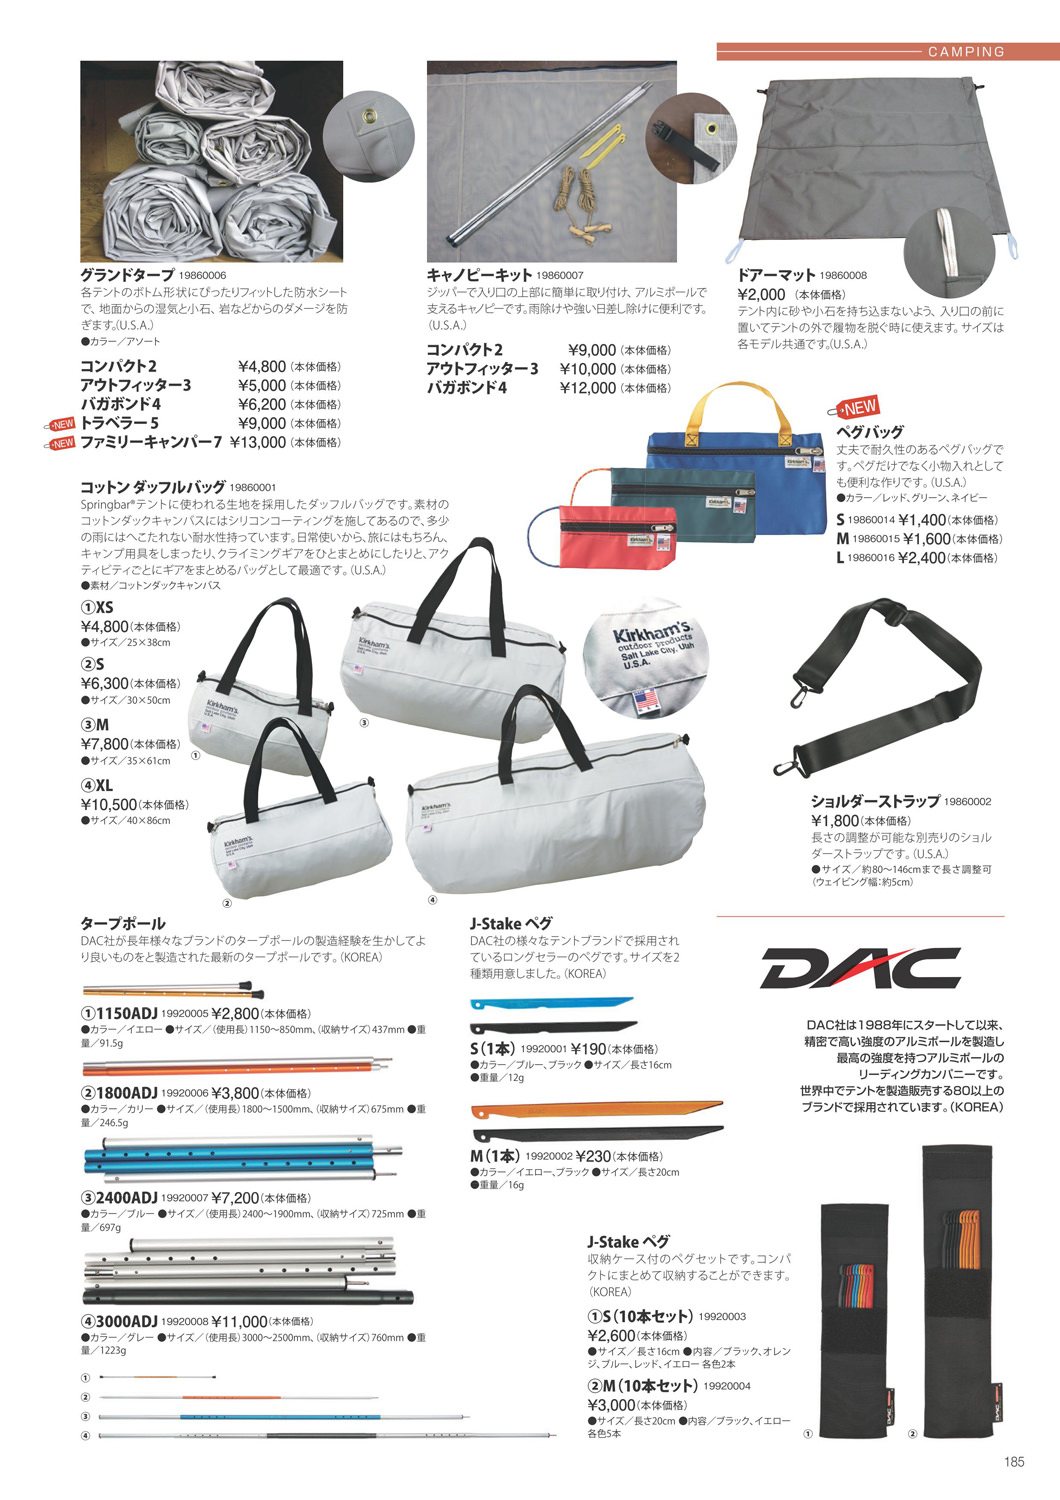 CAMPING
グランドタープ 19860006
各テントのボトム形状にぴったりフィットした防水シート
で、地面からの湿気と小石、岩などからのダメージを防
ぎます。(U.S.A.)
●カラー／アソート
コンパクト2 ¥4,800(本体価格)
アウトフィッター3 ¥5,000(本体価格)
バガボンド4 ¥6,200(本体価格)
NEW トラベラー5 ¥9,000(本体価格)
NEW ファミリーキャンパー7 ¥13,000(本体価格)
キャノピーキット 19860007
ジッパーで入り口の上部に簡単に取り付け、アルミポールで
支えるキャノピーです。雨除けや強い日差し除けに便利です。
(U.S.A.)
コンパクト2 ¥9,000(本体価格)
アウトフィッター3 ¥10,000(本体価格)
バガボンド4 ¥12,000(本体価格)
ドアーマット 19860008
¥2,000 (本体価格)
テント内に砂や小石を持ち込まないよう、入り口の前に
置いてテントの外で履物を脱ぐ時に使えます。サイズは
各モデル共通です。(U.S.A.)
NEW
ペグバッグ
丈夫で耐久性のあるペグバッグで
す。ペグだけでなく小物入れとして
も便利な作りです。(U.S.A.)
●カラー／レッド、グリーン、ネイビー
S 19860014 ¥1,400(本体価格)
M 19860015 ¥1,600(本体価格)
L 19860016 ¥2,400(本体価格)
コットン ダッフルバッグ 19860001
Springbar®テントに使われる生地を採用したダッフルバッグです。素材の
コットンダックキャンバスにはシリコンコーティングを施してあるので、多少
の雨にはへこたれない耐水性持っています。日常使いから、旅にはもちろん、
キャンプ用具をしまったり、クライミングギアをひとまとめにしたりと、アク
ティビティごとにギアをまとめるバッグとして最適です。(U.S.A.)
●素材／コットンダックキャンバス
①XS
¥4,800(本体価格)
●サイズ／25×38cm
②S
¥6,300(本体価格)
●サイズ／30×50cm
③M
¥7,800(本体価格)
●サイズ／35×61cm
④XL
¥10,500(本体価格)
●サイズ／40×86cm
Kirkham's
outdoor products
Salt Lake City, Utah
U.S.A.
①
②
③
④
Kirkham's.
outdoor products
Salt Lake City, Utah
U.S.A.
ショルダーストラップ 19860002
¥1,800(本体価格)
長さの調整が可能な別売りのショル
ダーストラップです。(U.S.A.)
●サイズ／約80〜146cmまで長さ調整可
(ウェイビング幅：約5cm)
タープポール
DAC社が長年様々なブランドのタープポールの製造経験を生かしてよ
り良いものをと製造された最新のタープポールです。(KOREA)
①1150ADJ 19920005 ¥2,800(本体価格)
●カラー／イエロー ●サイズ／(使用長)1150〜850mm、(収納サイズ)437mm ●重
量／91.5g
②1800ADJ 19920006 ¥3,800(本体価格)
●カラー／カリー ●サイズ／(使用長)1800〜1500mm、(収納サイズ)675mm ●重
量／246.5g
③2400ADJ 19920007 ¥7,200(本体価格)
●カラー／ブルー ●サイズ／(使用長)2400〜1900mm、(収納サイズ)725mm ●重
量／697g
④3000ADJ 19920008 ¥11,000(本体価格)
●カラー／グレー ●サイズ／(使用長)3000〜2500mm、(収納サイズ)760mm ●重
量／1223g
①
②
③
④
J-Stake ペグ
DAC社の様々なテントブランドで採用され
ているロングセラーのペグです。サイズを2
種類用意しました。(KOREA)
S(1本) 19920001 ¥190(本体価格)
●カラー／ブルー、ブラック ●サイズ／長さ16cm
●重量／12g
M(1本) 19920002 ¥230(本体価格)
●カラー／イエロー、ブラック ●サイズ／長さ20cm
●重量／16g
DAC
DAC社は1988年にスタートして以来、
精密で高い強度のアルミポールを製造し
最高の強度を持つアルミポールの
リーディングカンパニーです。
世界中でテントを製造販売する80以上の
ブランドで採用されています。(KOREA)
J-Stake ペグ
収納ケース付のペグセットです。コンパ
クトにまとめて収納することができます。
(KOREA)
①S(10本セット) 19920003
¥2,600(本体価格)
●サイズ／長さ16cm ●内容／ブラック、オレン
ジ、ブルー、レッド、イエロー 各色2本
②M(10本セット) 19920004
¥3,000(本体価格)
●サイズ／長さ20cm ●内容／ブラック、イエロー
各色5本
①
②
DAC
DAC
185